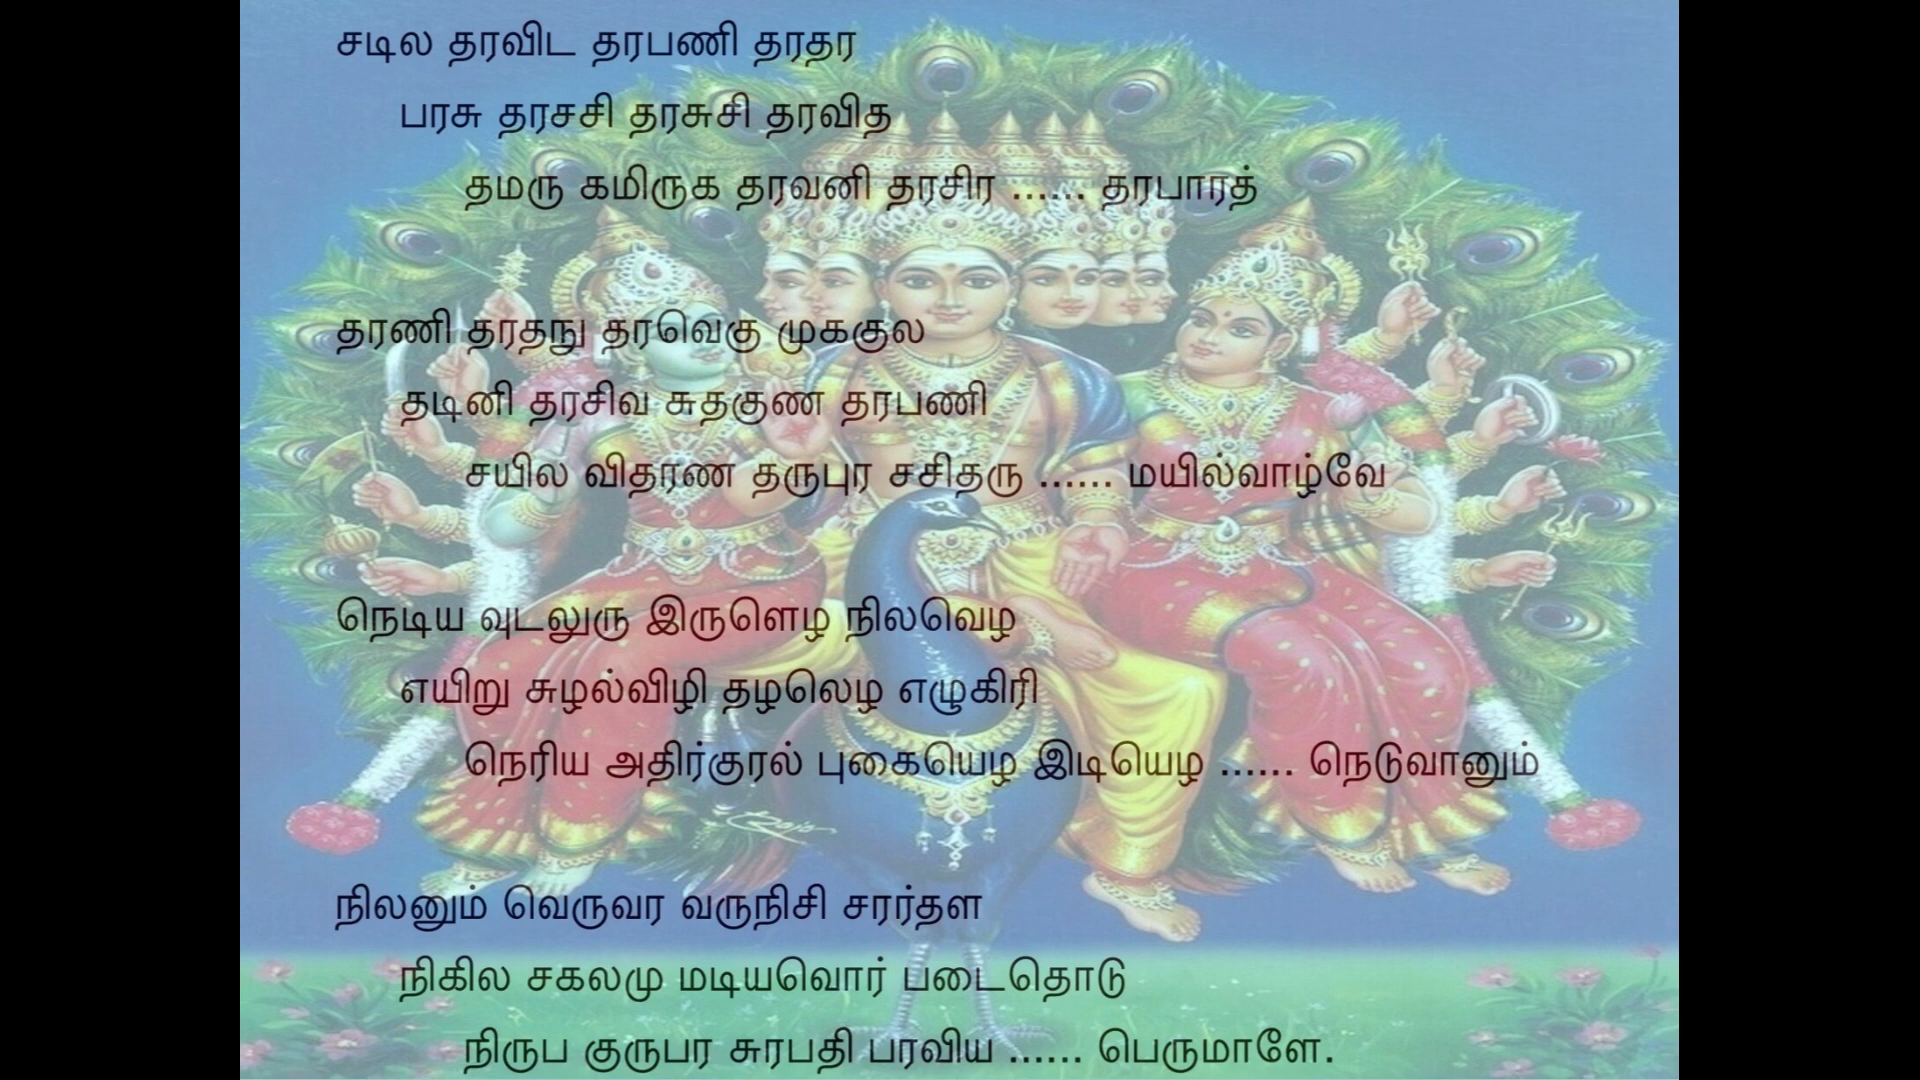 சடில தரவிட தரபணி தரதர
பரசு தரசசி தரசுசி தரவித
தமரு கமிருக தரவனி தரசிர ...... தரபாரத்
தரணி தரதநு தரவெகு முககுல
தடினி தரசிவ சுதகுண தரபணி
சயில விதரண தருபுர சசிதரு ...... மயில்வாழ்வே
நெடிய வுடலுரு இருளெழ நிலவெழ
எயிறு சுழல்விழி தழலெழ எழுகிரி
நெரிய அதிர்குரல் புகையெழ இடியெழ ...... நெடுவானும்
நிலனும் வெருவர வருநிசி சரர்தள
நிகில சகலமு மடியவொர் படைதொடு
நிருப குருபர சுரபதி பரவிய ...... பெருமாளே.